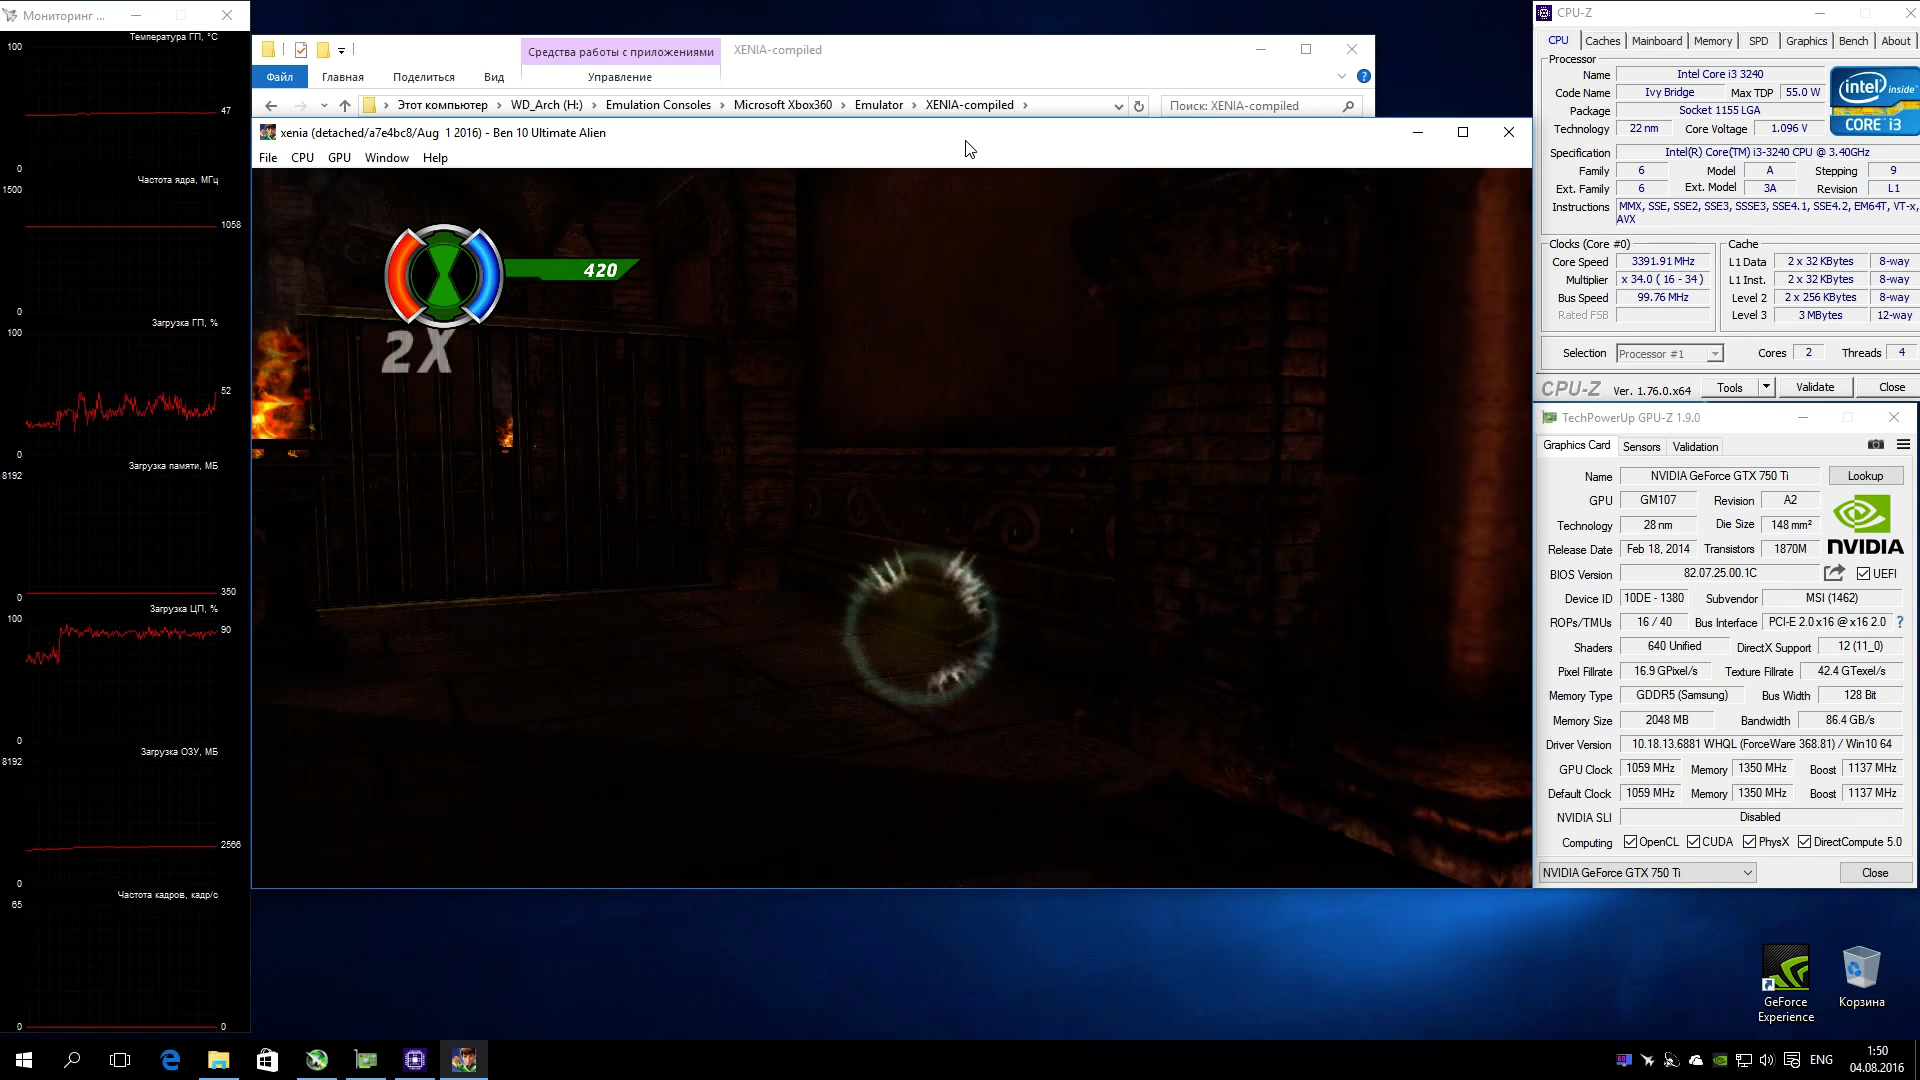 Мониторинг ...
Температура ГП, °C
100
47
0
Частота ядра, МГц
1500
1058
0
Загрузка ГП, %
100
52
0
Загрузка памяти, МБ
8192
350
0
Загрузка ЦП, %
100
90
0
Загрузка ОЗУ, МБ
8192
2566
0
Частота кадров, кадр/с
65
0
0
Средства работы с приложениями
XENIA-compiled
Файл
Главная
Поделиться
Вид
Управление
Этот компьютер > WD_Arch (H:) > Emulation Consoles > Microsoft Xbox360 > Emulator > XENIA-compiled >
Поиск: XENIA-compiled
xenia (detached/a7e4bc8/Aug 1 2016) - Ben 10 Ultimate Alien
File CPU GPU Window Help
420
2X
CPU-Z
CPU Caches Mainboard Memory SPD Graphics Bench About
Processor
Name Intel Core i3 3240
Code Name Ivy Bridge Max TDP 55.0 W
Package Socket 1155 LGA
Technology 22 nm Core Voltage 1.096 V
intel inside™
CORE i3
Specification Intel(R) Core(TM) i3-3240 CPU @ 3.40GHz
Family 6 Model A Stepping 9
Ext. Family 6 Ext. Model 3A Revision L1
Instructions MMX, SSE, SSE2, SSE3, SSSE3, SSE4.1, SSE4.2, EM64T, VT-x,
AVX
Clocks (Core #0)
Core Speed 3391.91 MHz
Multiplier x 34.0 ( 16 - 34 )
Bus Speed 99.76 MHz
Rated FSB
Cache
L1 Data 2 x 32 KBytes 8-way
L1 Inst. 2 x 32 KBytes 8-way
Level 2 2 x 256 KBytes 8-way
Level 3 3 MBytes 12-way
Selection Processor #1 Cores 2 Threads 4
CPU-Z Ver. 1.76.0.x64 Tools Validate Close
TechPowerUp GPU-Z 1.9.0
Graphics Card Sensors Validation
Name NVIDIA GeForce GTX 750 Ti Lookup
GPU GM107 Revision A2
Technology 28 nm Die Size 148 mm²
Release Date Feb 18, 2014 Transistors 1870M
NVIDIA
BIOS Version 82.07.25.00.1C UEFI
Device ID 10DE - 1380 Subvendor MSI (1462)
ROPs/TMUs 16 / 40 Bus Interface PCI-E 2.0 x16 @ x16 2.0 ?
Shaders 640 Unified DirectX Support 12 (11_0)
Pixel Fillrate 16.9 GPixel/s Texture Fillrate 42.4 GTexel/s
Memory Type GDDR5 (Samsung) Bus Width 128 Bit
Memory Size 2048 MB Bandwidth 86.4 GB/s
Driver Version 10.18.13.6881 WHQL (ForceWare 368.81) / Win10 64
GPU Clock 1059 MHz Memory 1350 MHz Boost 1137 MHz
Default Clock 1059 MHz Memory 1350 MHz Boost 1137 MHz
NVIDIA SLI Disabled
Computing OpenCL CUDA PhysX DirectCompute 5.0
NVIDIA GeForce GTX 750 Ti Close
GeForce
Experience
Корзина
ENG
1:50
04.08.2016